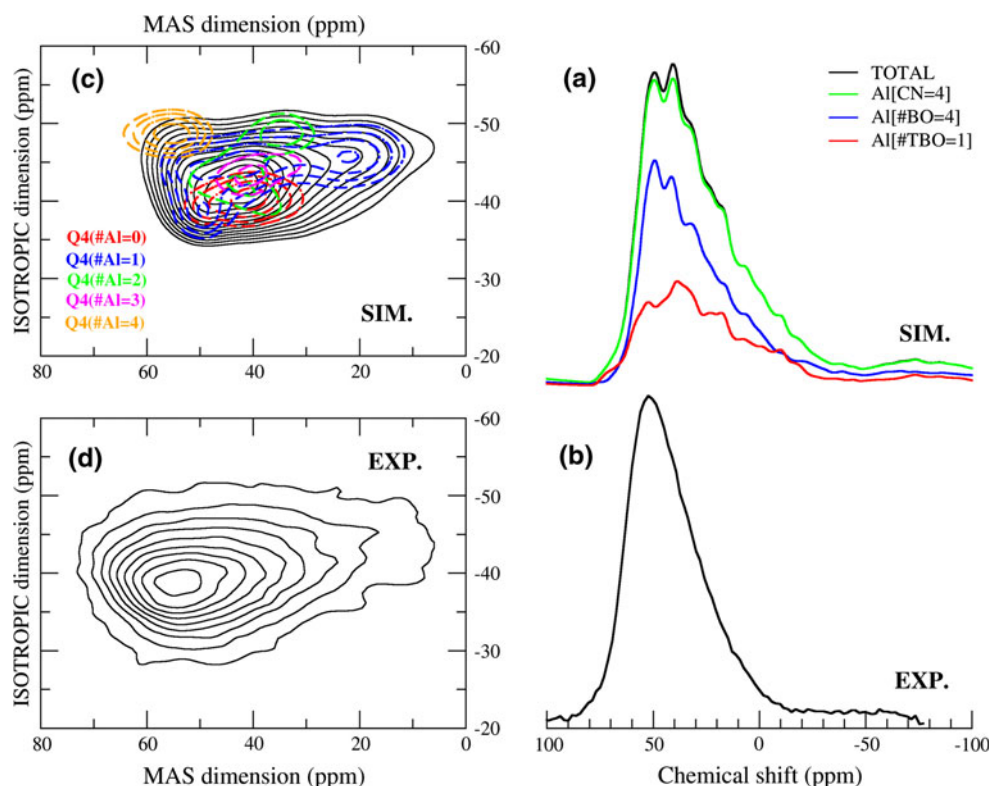 MAS dimension (ppm)
80 60 40 20 0
-60
-50
-40
-30
-20
ISOTROPIC dimension (ppm)
(c)
Q4(#Al=0)
Q4(#Al=1)
Q4(#Al=2)
Q4(#Al=3)
Q4(#Al=4)
SIM.
(a)
TOTAL
Al[CN=4]
Al[#BO=4]
Al[#TBO=1]
SIM.
(d)
EXP.
ISOTROPIC dimension (ppm)
-60
-50
-40
-30
-20
80 60 40 20 0
MAS dimension (ppm)
(b)
EXP.
100 50 0 -50 -100
Chemical shift (ppm)